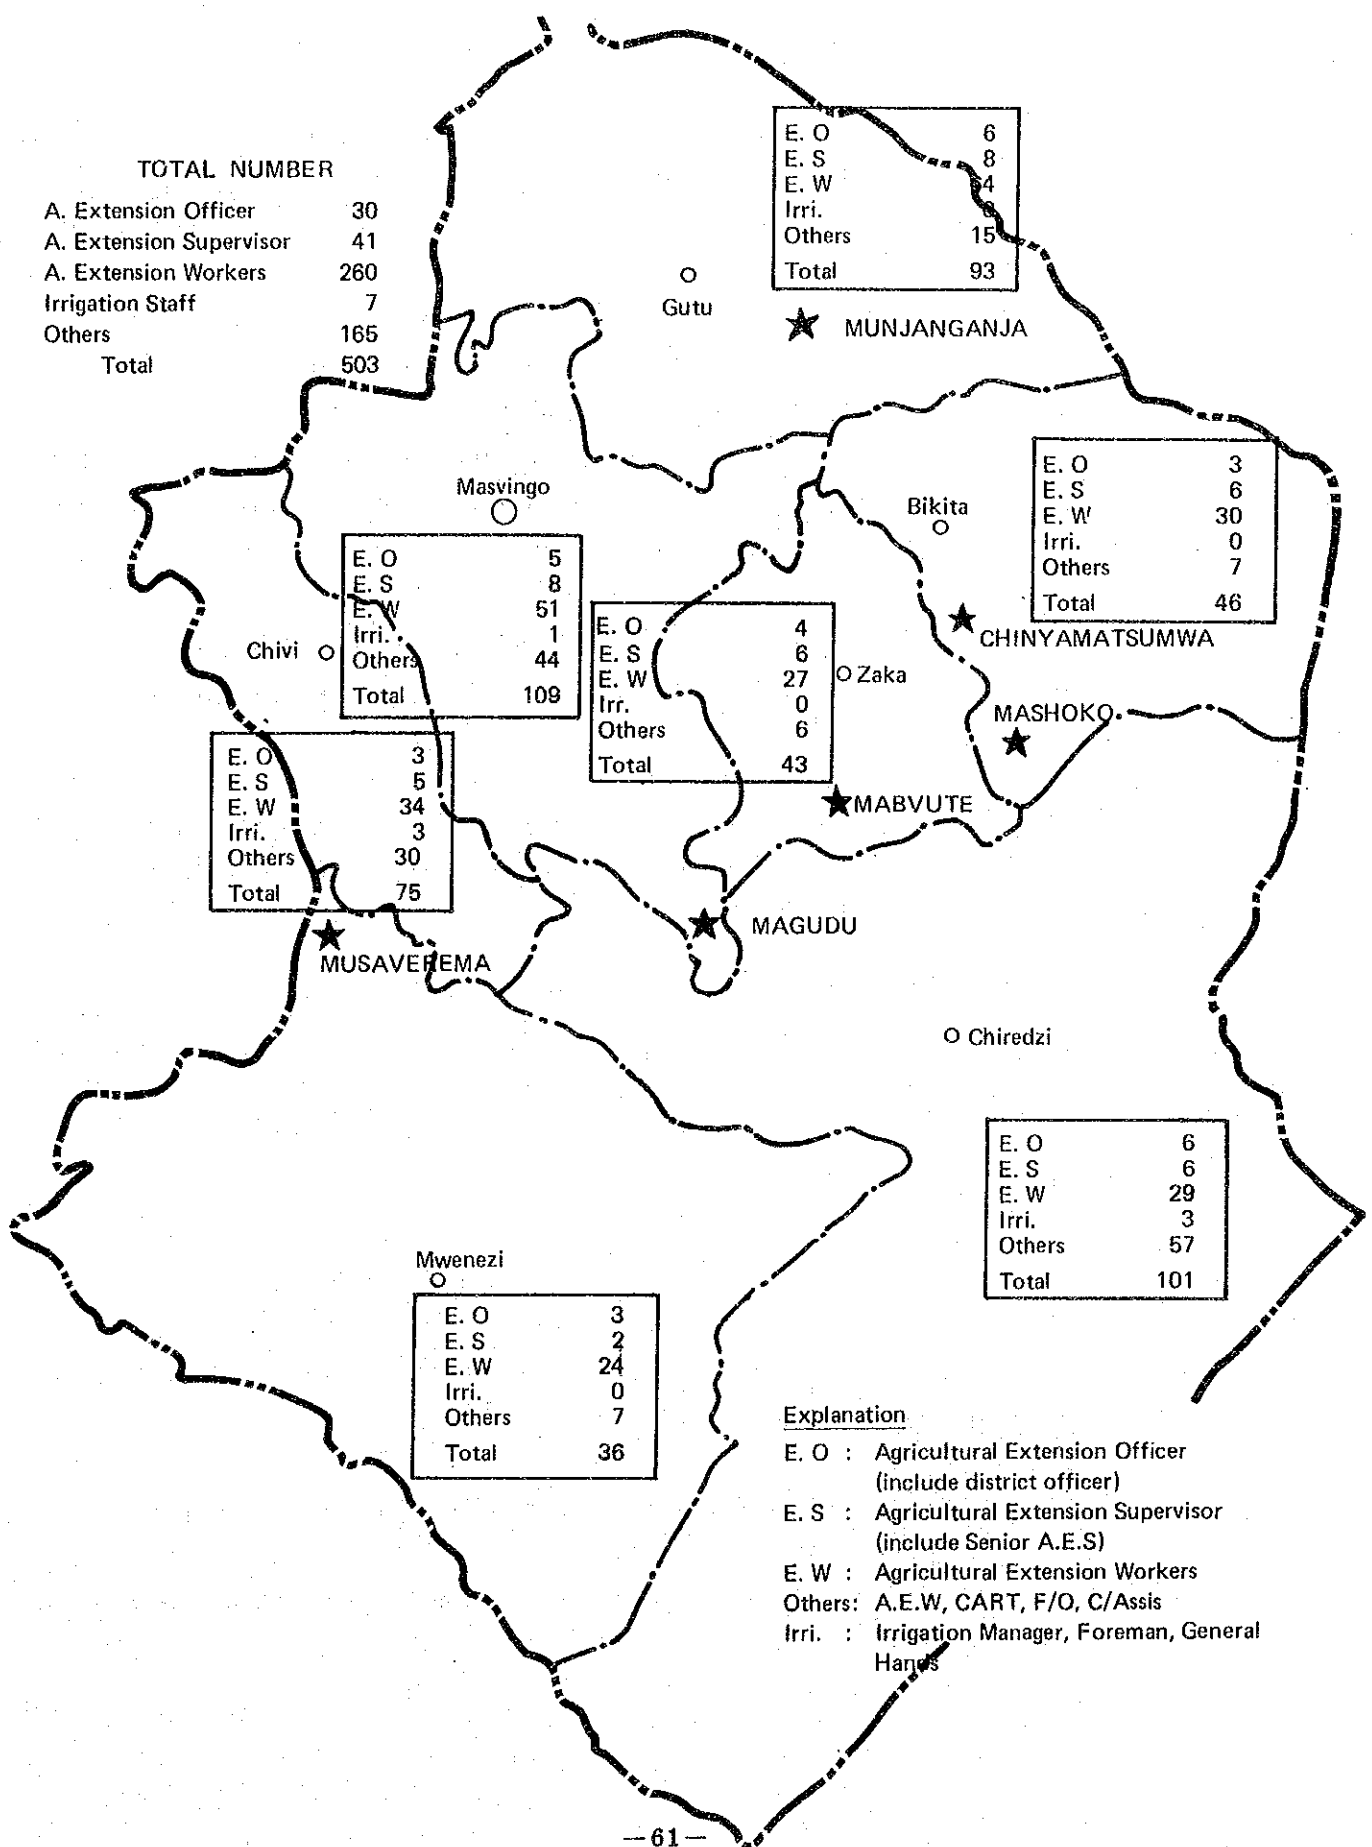 TOTAL NUMBER
A. Extension Officer 30
A. Extension Supervisor 41
A. Extension Workers 260
Irrigation Staff 7
Others 165
Total 503
E. O 6
E. S 8
E. W 64
Irri. 0
Others 15
Total 93
Gutu
MUNJANGANJA
Masvingo
E. O 5
E. S 8
E. W 51
Irri. 1
Others 44
Total 109
Bikita
E. O 3
E. S 6
E. W 30
Irri. 0
Others 7
Total 46
CHINYAMATSUMWA
Chivi
E. O 4
E. S 6
E. W 27
Irr. 0
Others 6
Total 43
Zaka
MASHOKO
MABVUTE
E. O 3
E. S 5
E. W 34
Irri. 3
Others 30
Total 75
MUSAVEREMA
MAGUDU
Chiredzi
E. O 6
E. S 6
E. W 29
Irri. 3
Others 57
Total 101
Mwenezi
E. O 3
E. S 2
E. W 24
Irri. 0
Others 7
Total 36
Explanation
E. O : Agricultural Extension Officer
(include district officer)
E. S : Agricultural Extension Supervisor
(include Senior A.E.S)
E. W : Agricultural Extension Workers
Others: A.E.W, CART, F/O, C/Assis
Irri. : Irrigation Manager, Foreman, General
Hands
—61—